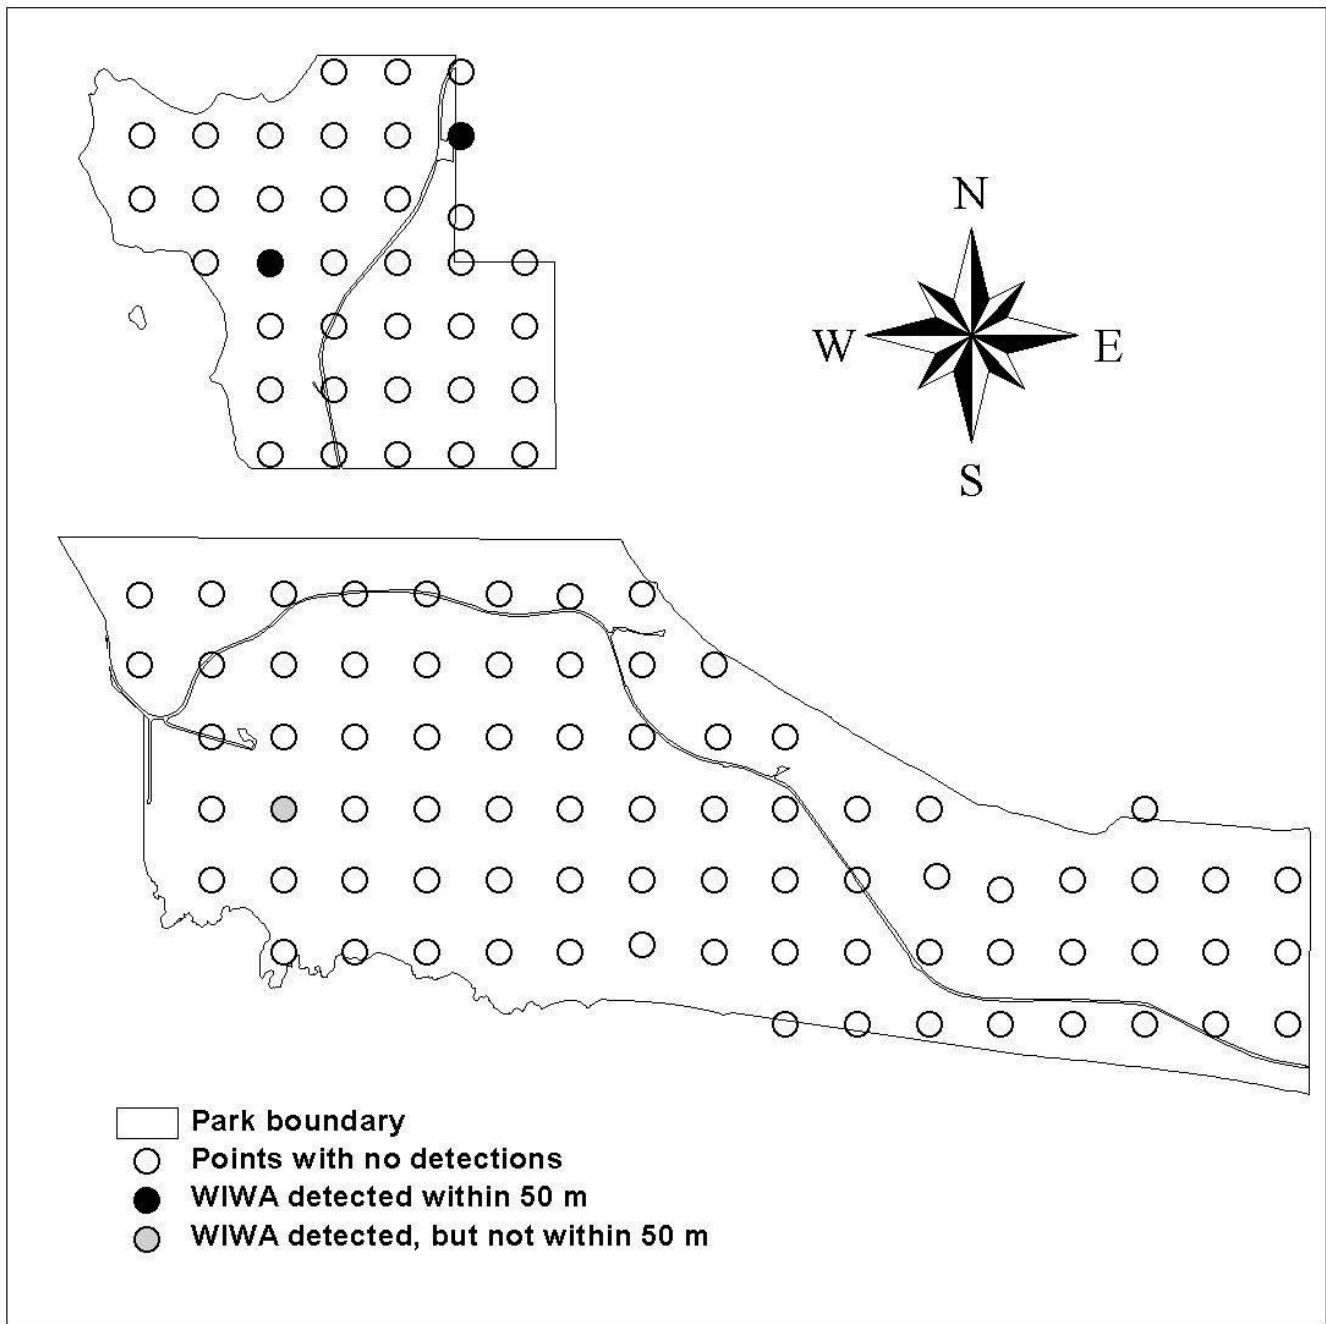 N
W
E
S
Park boundary
Points with no detections
WIWA detected within 50 m
WIWA detected, but not within 50 m